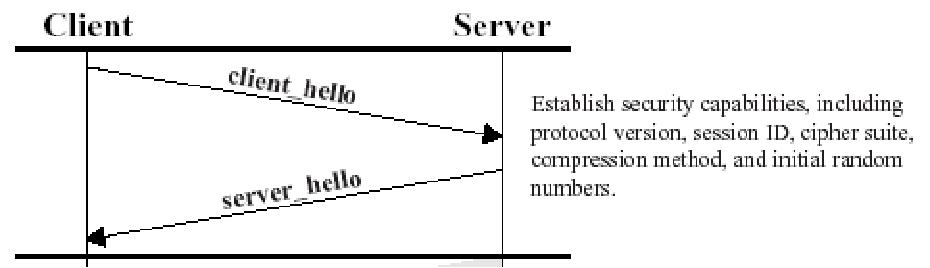 Client Server
client_hello
Establish security capabilities, including
protocol version, session ID, cipher suite,
compression method, and initial random
numbers.
server_hello